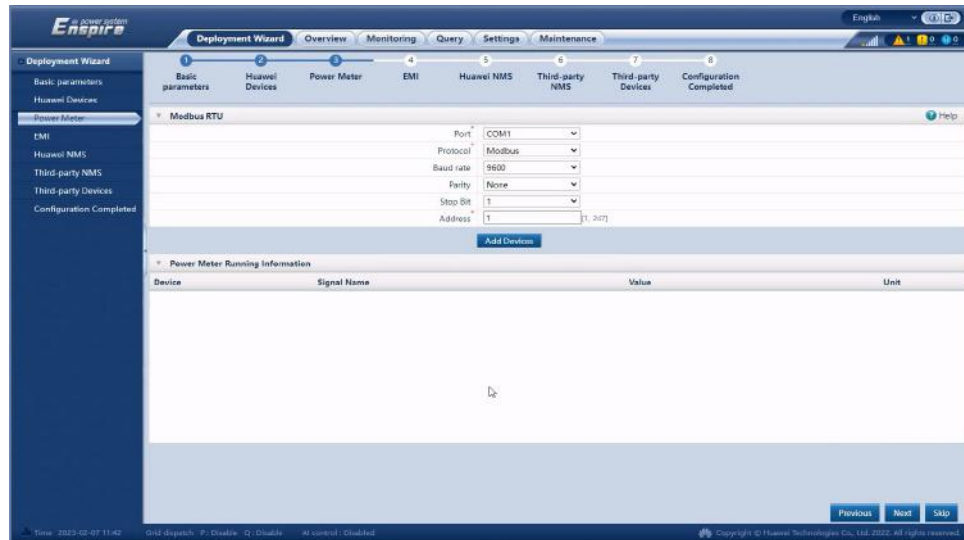 Enspire
English
Deployment Wizard Overview Monitoring Query Settings Maintenance
Deployment Wizard
Basic parameters
Huawei Devices
Power Meter
EMI
Huawei NMS
Third-party NMS
Third-party Devices
Configuration Completed
1 2 3 4 5 6 7 8
Basic parameters Huawei Devices Power Meter EMI Huawei NMS Third-party NMS Third-party Devices Configuration Completed
Modbus RTU Help
Port * COM1
Protocol * Modbus
Baud rate 9600
Parity None
Stop Bit 1
Address * 1 [1, 247]
Add Devices
Power Meter Running Information
Device Signal Name Value Unit
Previous Next Skip
Time 2023-02-07 11:42 Grid dispatch P : Disable Q : Disable AI control : Disabled Copyright © Huawei Technologies Co., Ltd. 2022. All rights reserved.